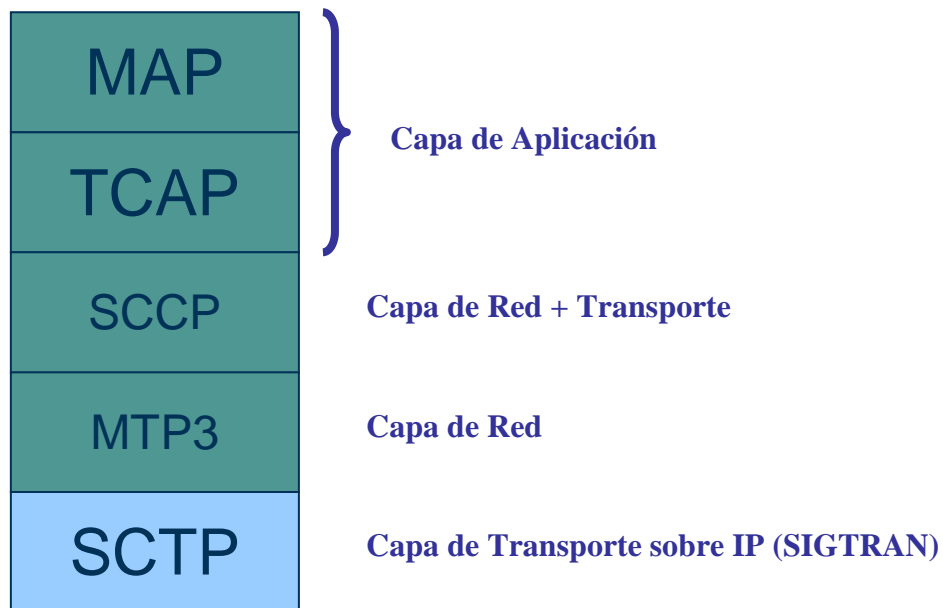 MAP
Capa de Aplicación
TCAP
SCCP
Capa de Red + Transporte
MTP3
Capa de Red
SCTP
Capa de Transporte sobre IP (SIGTRAN)